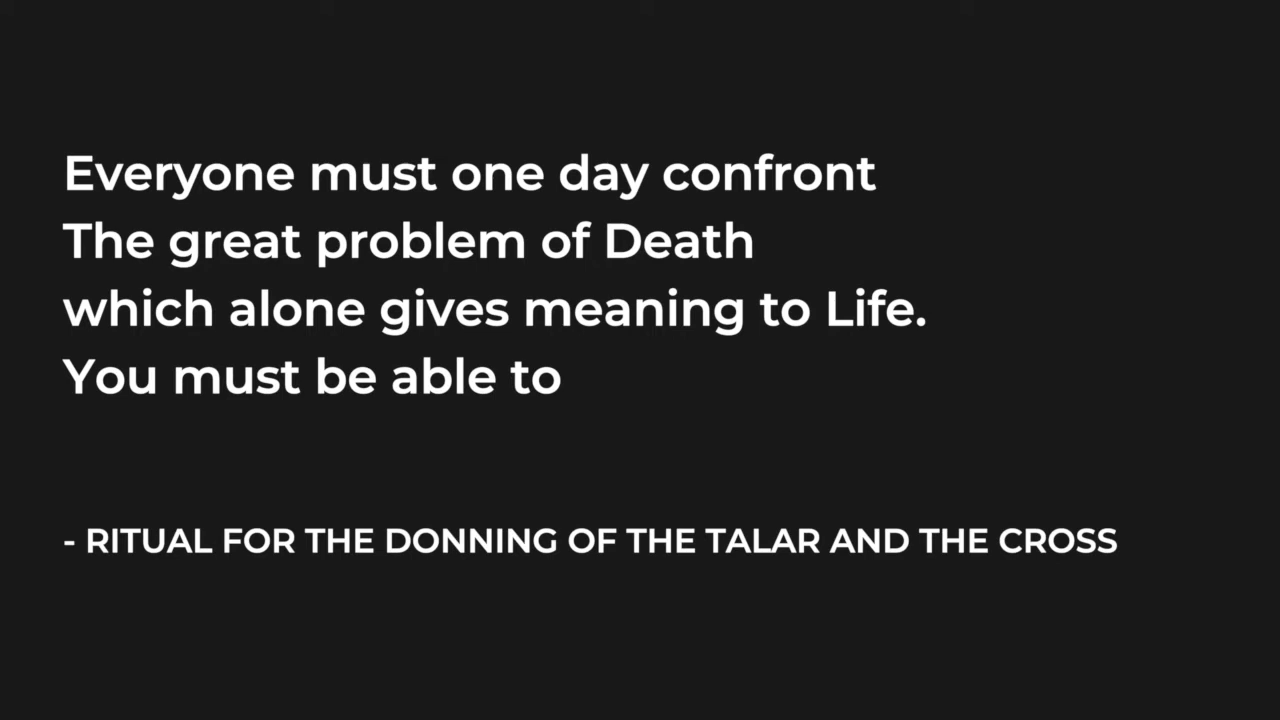 Everyone must one day confront
The great problem of Death
which alone gives meaning to Life.
You must be able to
- RITUAL FOR THE DONNING OF THE TALAR AND THE CROSS